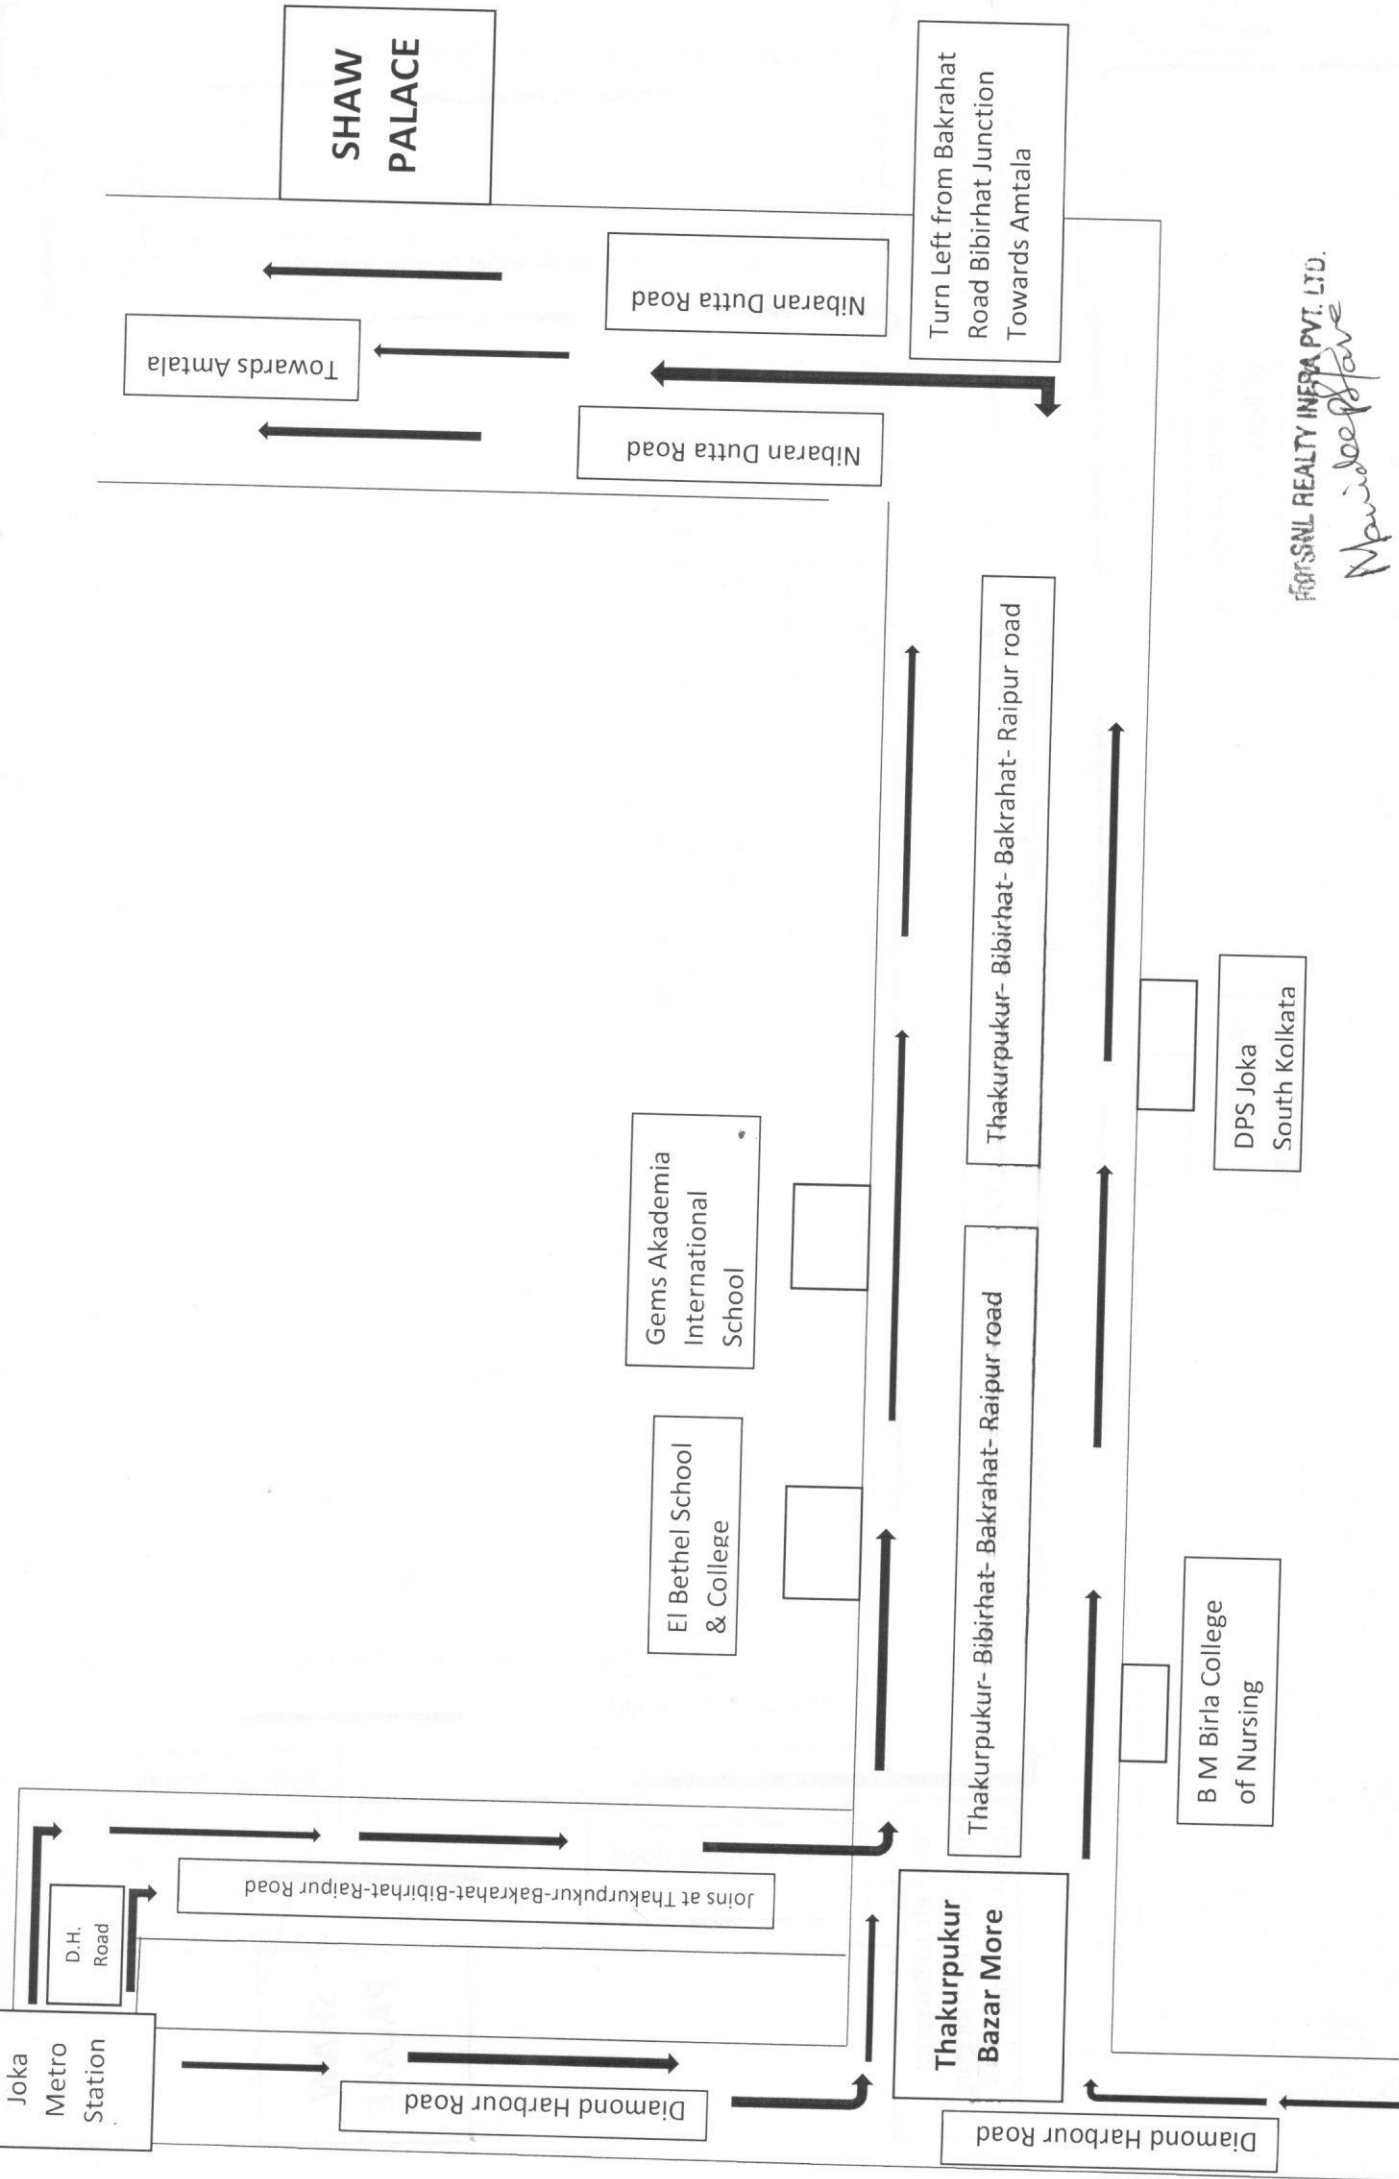 SHAW
PALACE
Towards Amtala
Nibaran Dutta Road
Nibaran Dutta Road
Turn Left from Bakrahat
Road Bibirhat Junction
Towards Amtala
Thakurpukur- Bibirhat- Bakrahat- Raipur road
Thakurpukur- Bibirhat- Bakrahat- Raipur road
Gems Akademia
International
School
El Bethel School
& College
DPS Joka
South Kolkata
B M Birla College
of Nursing
Joka
Metro
Station
D.H.
Road
Joins at Thakurpurkur-Bakrahat-Bibirhat-Raipur Road
Diamond Harbour Road
Thakurpukur
Bazar More
Diamond Harbour Road
For SNL REALTY INFRA PVT. LTD.